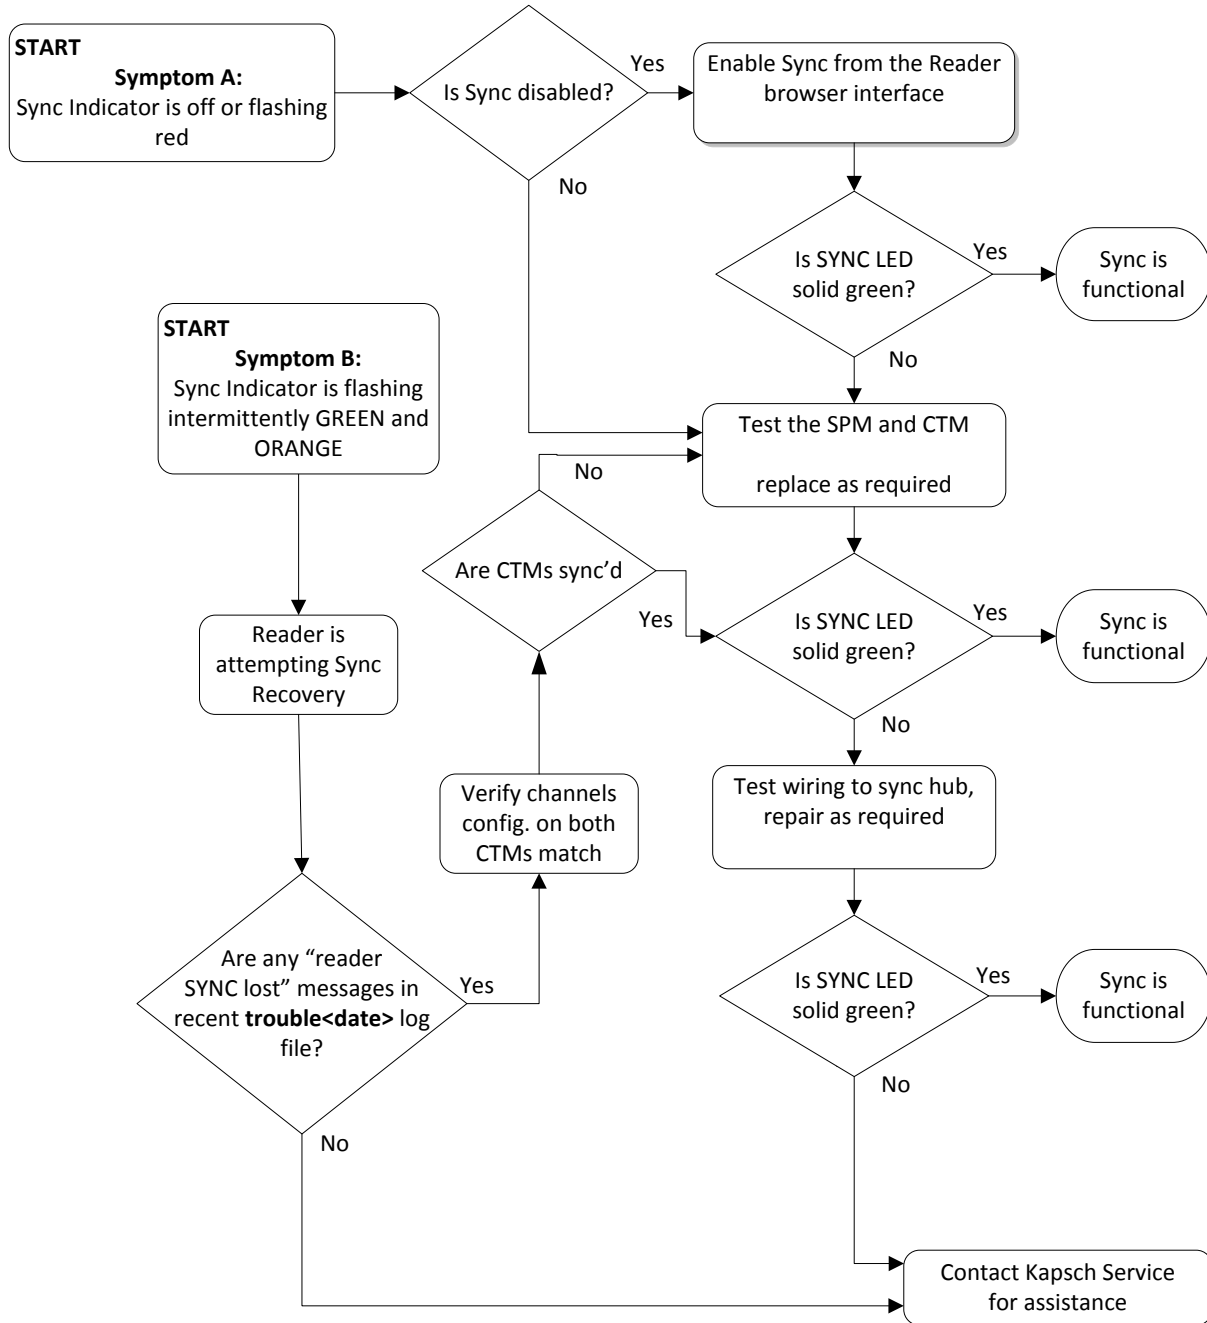 START
Symptom A:
Sync Indicator is off or flashing
red
Is Sync disabled?
Yes
No
Enable Sync from the Reader
browser interface
Is SYNC LED
solid green?
Yes
Sync is
functional
No
START
Symptom B:
Sync Indicator is flashing
intermittently GREEN and
ORANGE
Test the SPM and CTM
replace as required
No
Are CTMs sync’d
Yes
Is SYNC LED
solid green?
Yes
Sync is
functional
No
Reader is
attempting Sync
Recovery
Verify channels
config. on both
CTMs match
Test wiring to sync hub,
repair as required
Are any “reader
SYNC lost” messages in
recent trouble<date> log
file?
Yes
No
Is SYNC LED
solid green?
Yes
Sync is
functional
No
Contact Kapsch Service
for assistance